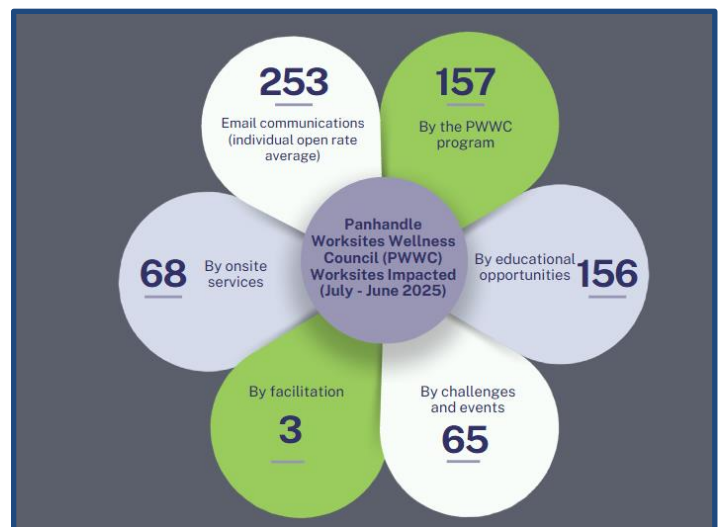 253
Email communications
(individual open rate
average)
157
By the PWWC
program
68
By onsite
services
Panhandle
Worksites Wellness
Council (PWWC)
Worksites Impacted
(July - June 2025)
By educational
opportunities
156
By facilitation
3
By challenges
and events
65